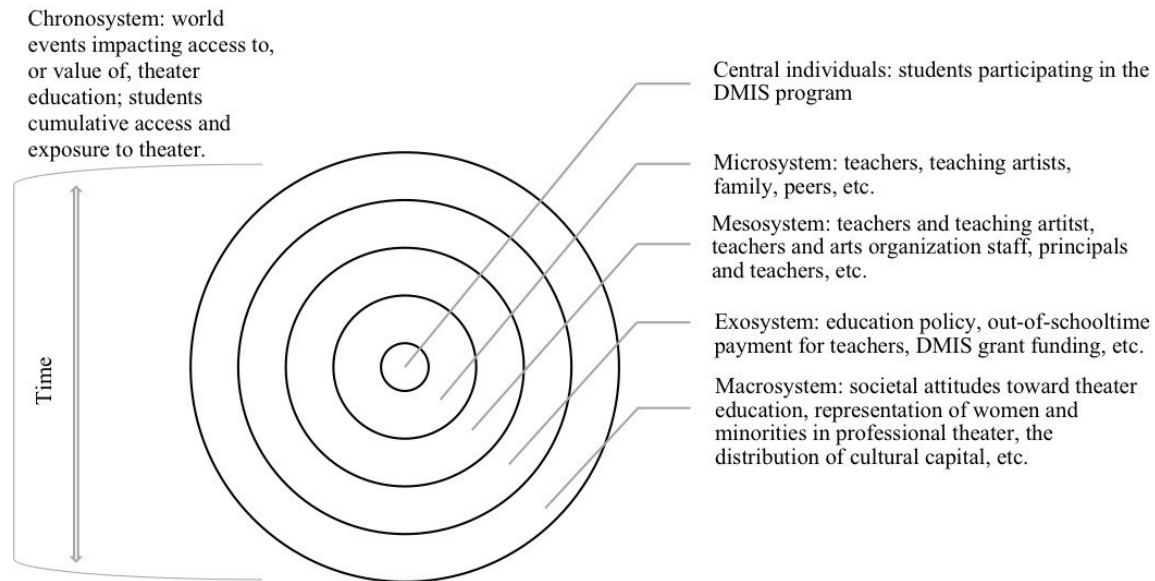 Chronosystem: world
events impacting access to,
or value of, theater
education; students
cumulative access and
exposure to theater.
Time
Central individuals: students participating in the
DMIS program
Microsystem: teachers, teaching artists,
family, peers, etc.
Mesosystem: teachers and teaching artitst,
teachers and arts organization staff, principals
and teachers, etc.
Exosystem: education policy, out-of-schooltime
payment for teachers, DMIS grant funding, etc.
Macrosystem: societal attitudes toward theater
education, representation of women and
minorities in professional theater, the
distribution of cultural capital, etc.